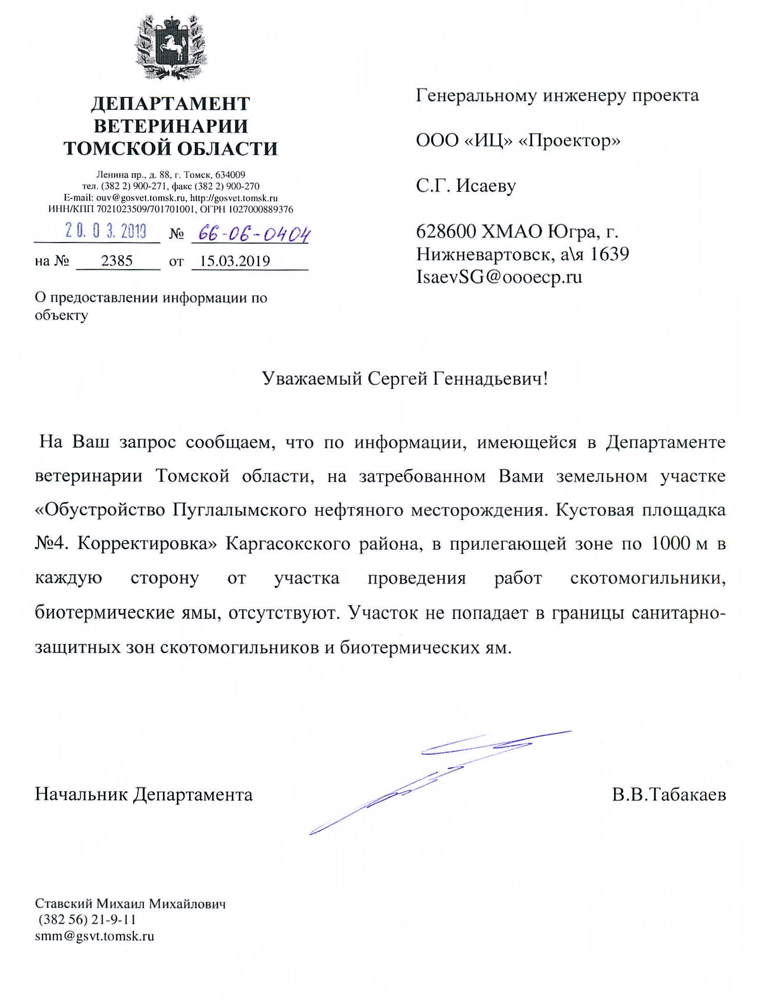 ДЕПАРТАМЕНТ
ВЕТЕРИНАРИИ
ТОМСКОЙ ОБЛАСТИ
Ленина пр., д. 88, г. Томск, 634009
тел. (382 2) 900-271, факс (382 2) 900-270
E-mail: ouv@gosvet.tomsk.ru, http://gosvet.tomsk.ru
ИНН/КПП 7021023509/701701001, ОГРН 1027000889376
20.03.2019 № 66-06-0404
на № 2385 от 15.03.2019
О предоставлении информации по
объекту
Генеральному инженеру проекта
ООО «ИЦ» «Проектор»
С.Г. Исаеву
628600 ХМАО Югра, г.
Нижневартовск, а\я 1639
IsaevSG@oooecp.ru
Уважаемый Сергей Геннадьевич!
На Ваш запрос сообщаем, что по информации, имеющейся в Департаменте
ветеринарии Томской области, на затребованном Вами земельном участке
«Обустройство Пуглалымского нефтяного месторождения. Кустовая площадка
№4. Корректировка» Каргасокского района, в прилегающей зоне по 1000 м в
каждую сторону от участка проведения работ скотомогильники,
биотермические ямы, отсутствуют. Участок не попадает в границы санитарно-
защитных зон скотомогильников и биотермических ям.
Начальник Департамента В.В.Табакаев
Ставский Михаил Михайлович
(382 56) 21-9-11
smm@gsvt.tomsk.ru